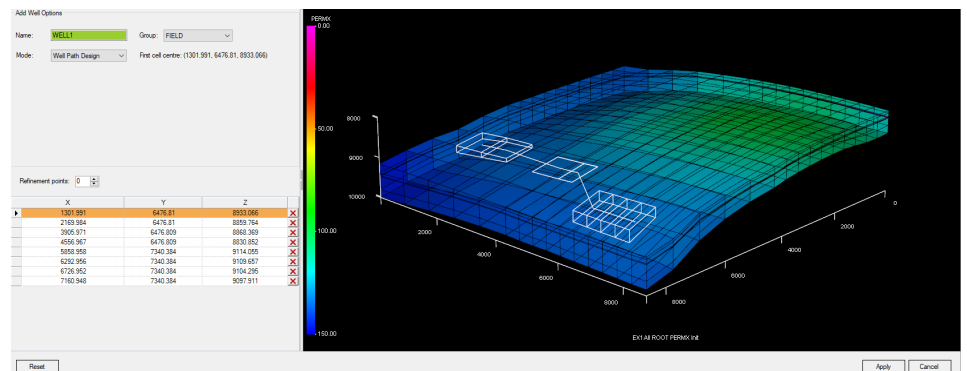 Add Well Options
Name: WELL1 Group: FIELD
Mode: Well Path Design First cell centre: (1301.991, 6476.81, 8933.066)
Refinement points: 0
X Y Z
1301.991 6476.81 8933.066
2169.984 6476.81 8859.764
3905.971 6476.809 8868.369
4556.967 6476.809 8830.852
5858.958 7340.384 9114.055
6292.956 7340.384 9109.657
6726.952 7340.384 9104.295
7160.948 7340.384 9097.911
PERMX
0.00
50.00
100.00
150.00
8000
9000
10000
2000
4000
6000
8000
8000
6000
4000
2000
0
EX1All ROOT PERMX Init
Reset Apply Cancel